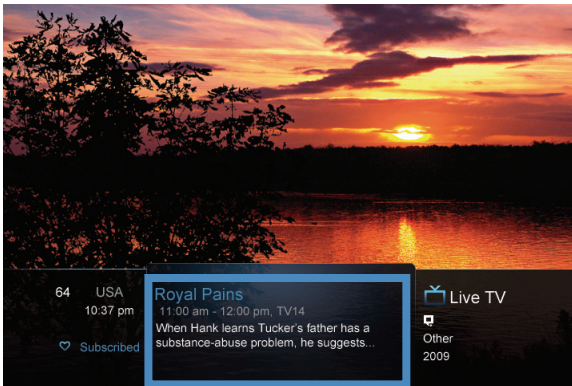 64 USA
10:37 pm
Subscribed
Royal Pains
11:00 am - 12:00 pm, TV14
When Hank learns Tucker's father has a
substance-abuse problem, he suggests...
Live TV
Other
2009